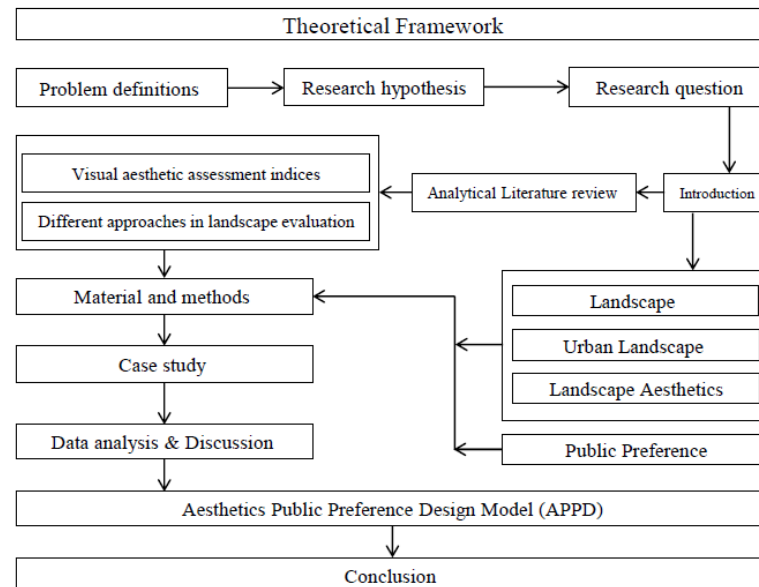 Theoretical Framework
Problem definitions
Research hypothesis
Research question
Visual aesthetic assessment indices
Different approaches in landscape evaluation
Analytical Literature review
Introduction
Material and methods
Landscape
Urban Landscape
Landscape Aesthetics
Case study
Data analysis & Discussion
Public Preference
Aesthetics Public Preference Design Model (APPD)
Conclusion